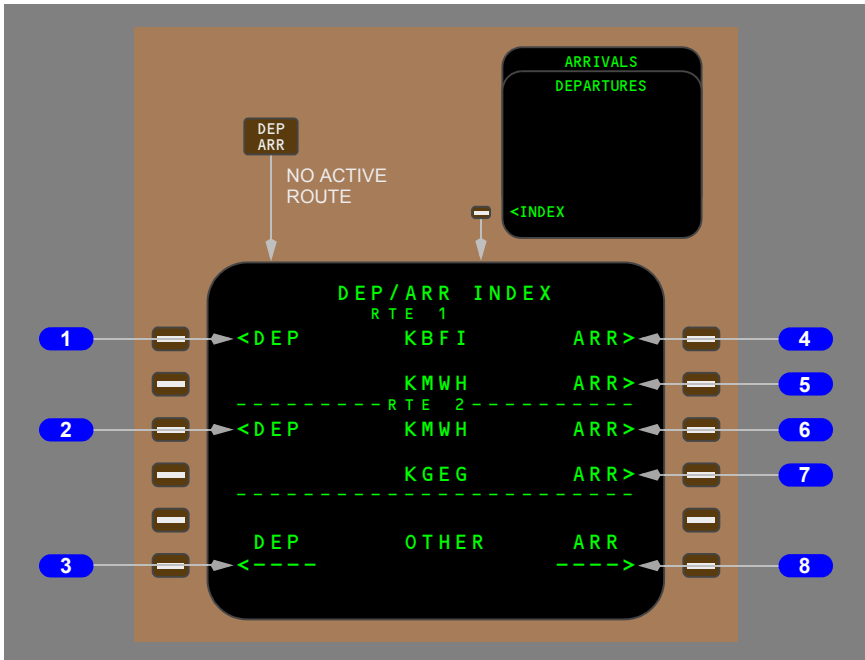 ARRIVALS
DEPARTURES
<INDEX
DEP
ARR
NO ACTIVE
ROUTE
DEP/ARR INDEX
RTE 1
1 <DEP KBFI ARR> 4
KMWH ARR> 5
---------RTE 2----------
2 <DEP KMWH ARR> 6
KGEG ARR> 7
-------------------------
DEP OTHER ARR
3 <---- ----> 8